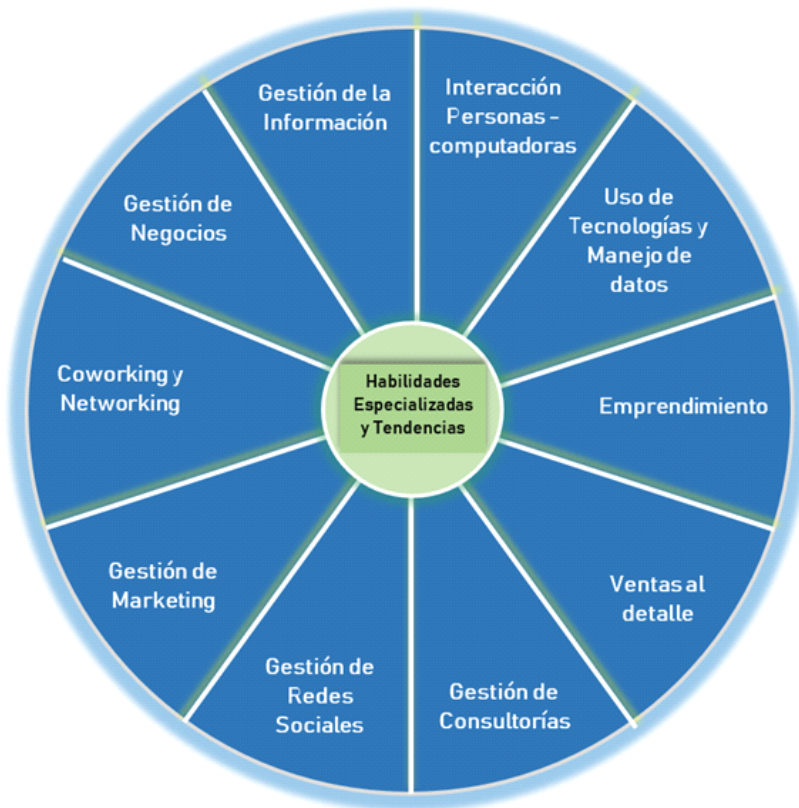 Gestión de la
Información
Interacción
Personas –
computadoras
Uso de
Tecnologías y
Manejo de
datos
Emprendimiento
Ventas al
detalle
Gestión de
Consultorías
Gestión de
Redes
Sociales
Gestión de
Marketing
Coworking y
Networking
Gestión de
Negocios
Habilidades
Especializadas
y Tendencias